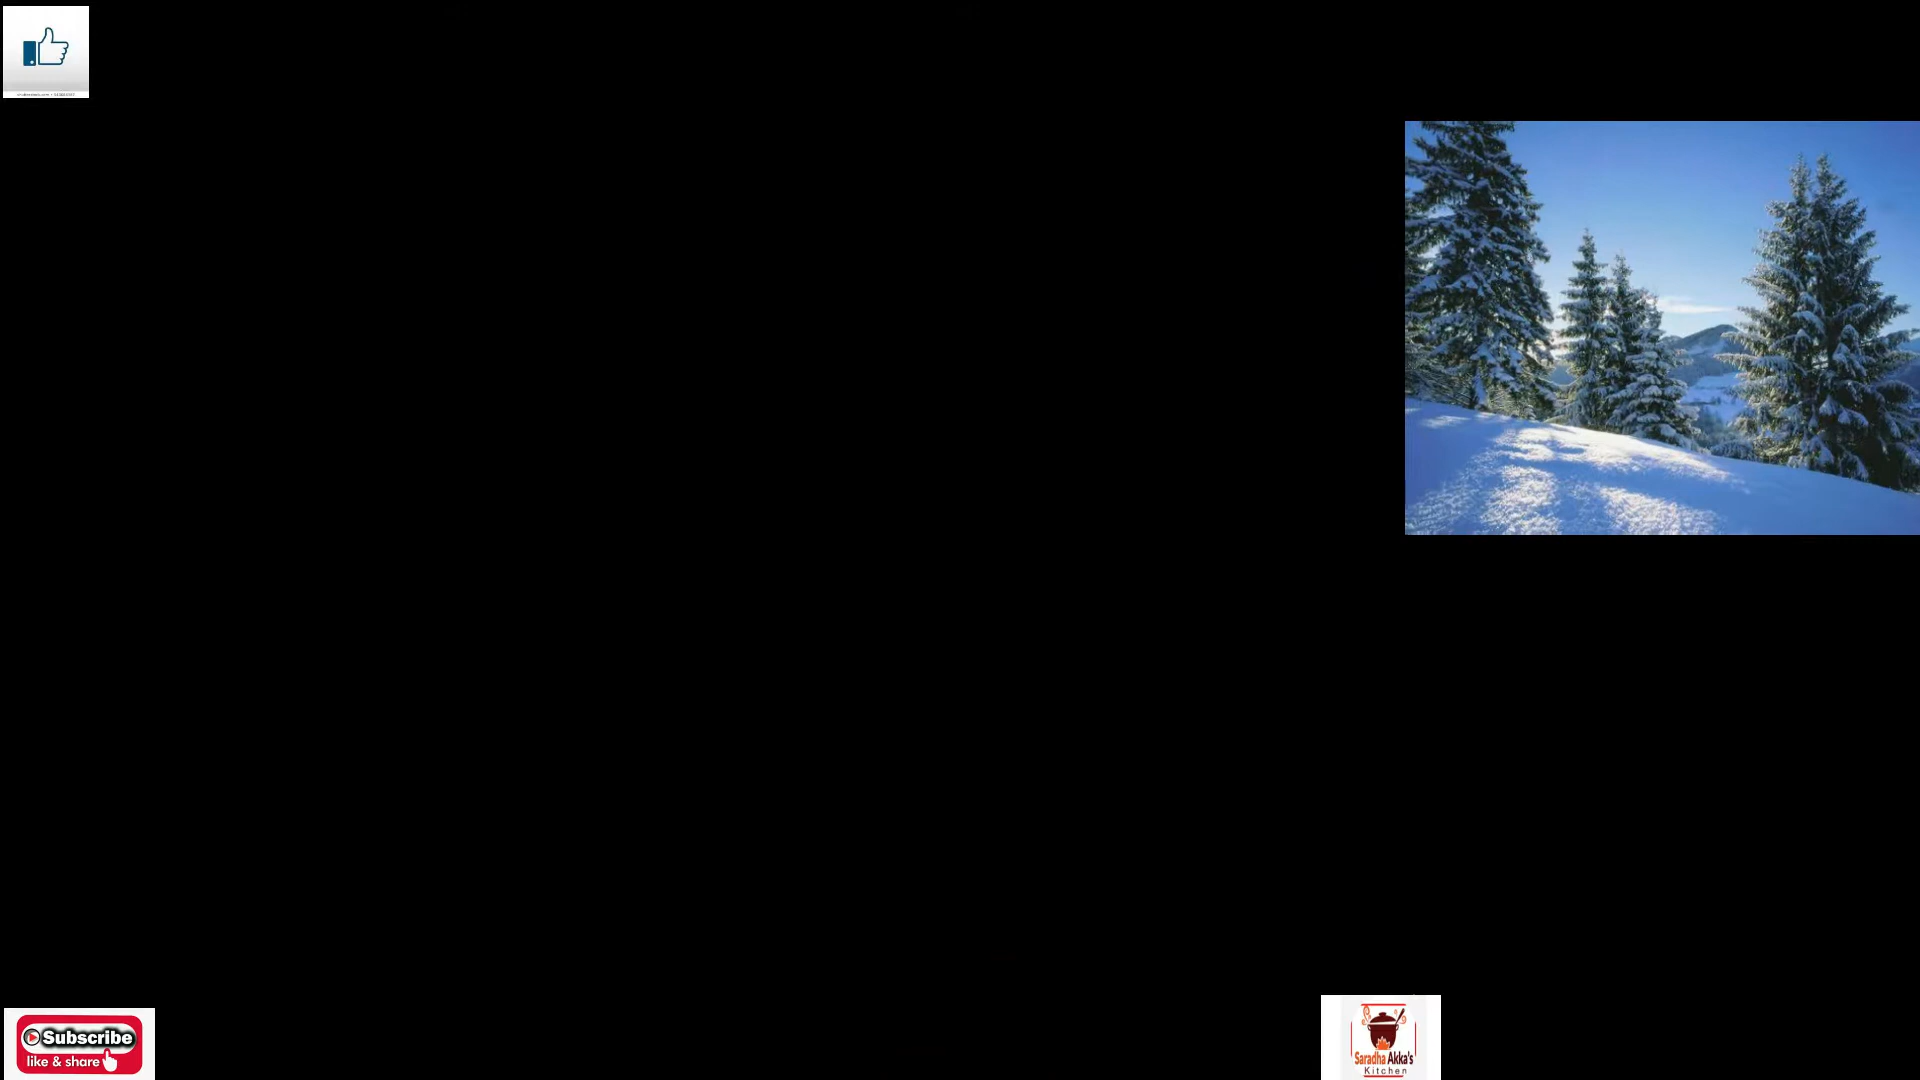 Subscribe
like & share
Saradha Akka's
Kitchen